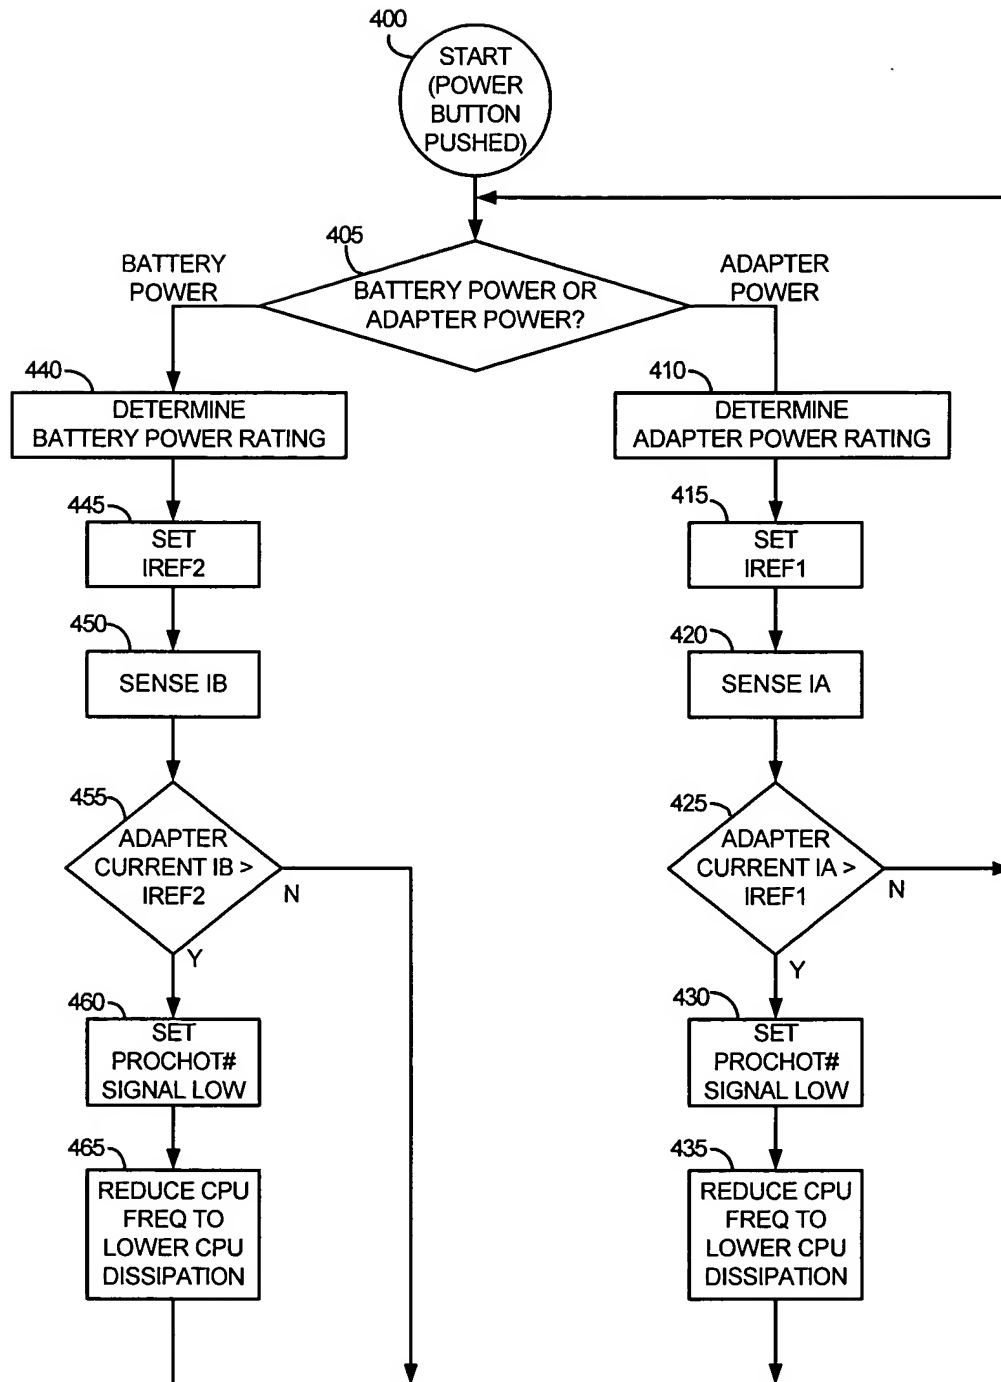 400
START
(POWER
BUTTON
PUSHED)
405
BATTERY
POWER
BATTERY POWER OR
ADAPTER POWER?
ADAPTER
POWER
440
DETERMINE
BATTERY POWER RATING
410
DETERMINE
ADAPTER POWER RATING
445
SET
IREF2
415
SET
IREF1
450
SENSE IB
420
SENSE IA
455
ADAPTER
CURRENT IB >
IREF2
N
Y
425
ADAPTER
CURRENT IA >
IREF1
N
Y
460
SET
PROCHOT#
SIGNAL LOW
430
SET
PROCHOT#
SIGNAL LOW
465
REDUCE CPU
FREQ TO
LOWER CPU
DISSIPATION
435
REDUCE CPU
FREQ TO
LOWER CPU
DISSIPATION